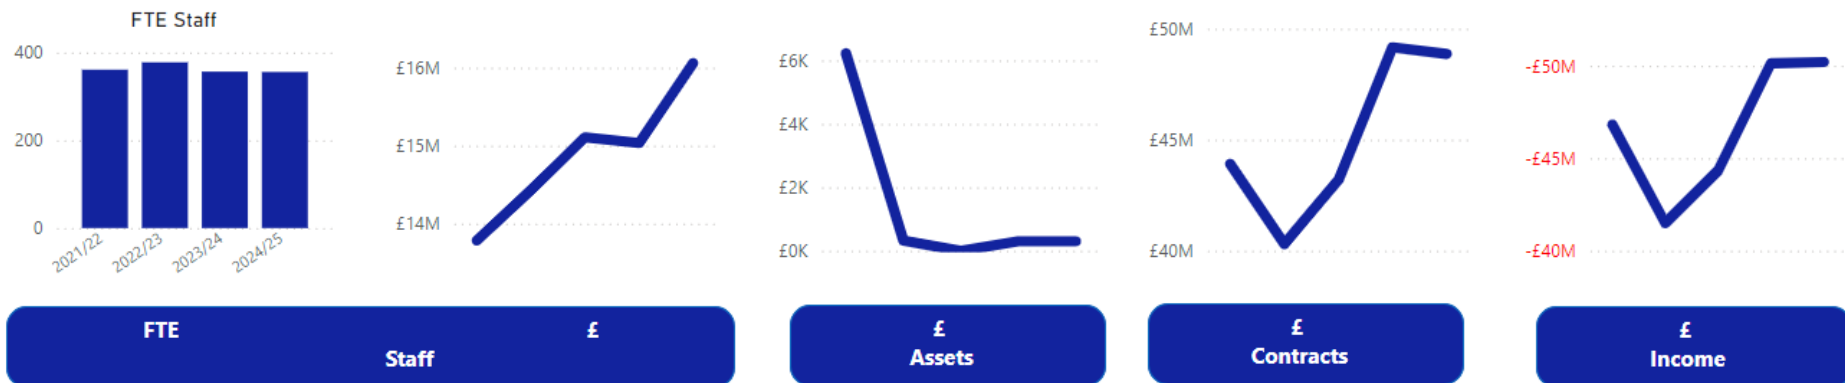 FTE Staff
400
200
0
2021/22
2022/23
2023/24
2024/25
£16M
£15M
£14M
£6K
£4K
£2K
£0K
£50M
£45M
£40M
-£50M
-£45M
-£40M
FTE £
Staff
£
Assets
£
Contracts
£
Income